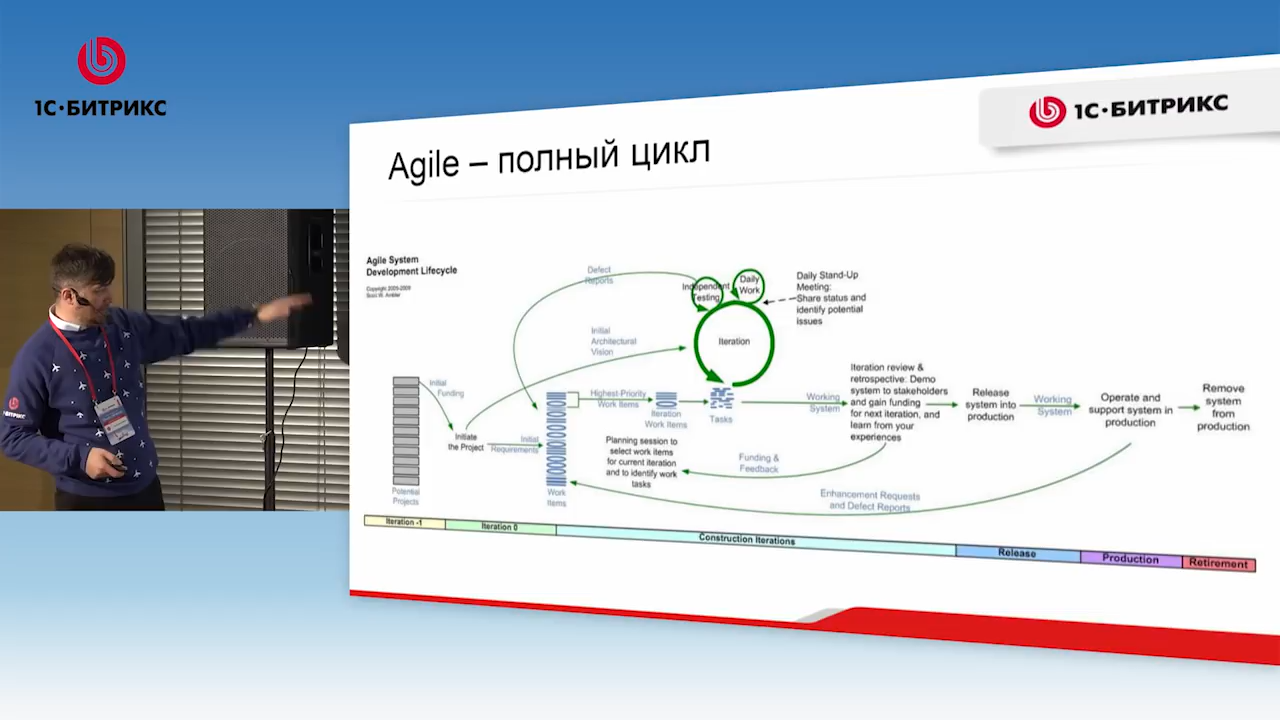 1С·БИТРИКС
1С·БИТРИКС
Agile – полный цикл
Agile System
Development Lifecycle
Copyright 2005-2009
Scott W. Ambler
Defect
Reports
Independent
Testing
Daily
Work
Daily Stand-Up
Meeting:
Share status and
identify potential
issues
Initial
Architectural
Vision
Iteration
Initial
Funding
Initiate
the Project
Initial
Requirements
Highest Priority
Work Items
Iteration
Work Items
Tasks
Working
System
Iteration review &
retrospective: Demo
system to stakeholders
and gain funding
for next iteration, and
learn from your
experiences
Release
system into
production
Working
System
Operate and
support system in
production
Remove
system
from
production
Planning session to
select work items
for current iteration
and to identify work
tasks
Funding &
Feedback
Enhancement Requests
and Defect Reports
Potential
Projects
Work
Items
Iteration -1
Iteration 0
Construction Iterations
Release
Production
Retirement